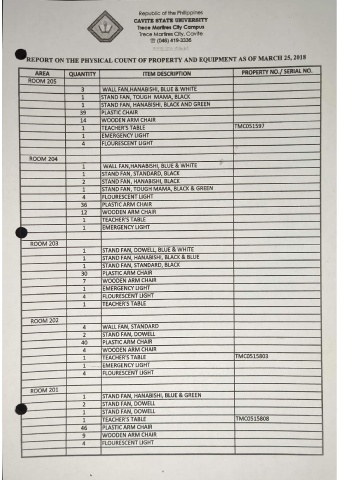 Republic of the Philippines
CAVITE STATE UNIVERSITY
Trece Martires City Campus
Trece Martires City, Cavite
☎ (046) 419-3336
REPORT ON THE PHYSICAL COUNT OF PROPERTY AND EQUIPMENT AS OF MARCH 25, 2018
AREA QUANTITY ITEM DESCRIPTION PROPERTY NO./ SERIAL NO.
ROOM 205
3 WALL FAN,HANABISHI, BLUE & WHITE
1 STAND FAN, TOUGH MAMA, BLACK
1 STAND FAN, HANABISHI, BLACK AND GREEN
39 PLASTIC CHAIR
14 WOODEN ARM CHAIR
1 TEACHER'S TABLE TMC051597
1 EMERGENCY LIGHT
4 FLOURESCENT LIGHT
ROOM 204
1 WALL FAN,HANABISHI, BLUE & WHITE
1 STAND FAN, STANDARD, BLACK
2 STAND FAN, HANABISHI, BLACK
1 STAND FAN, TOUGH MAMA, BLACK & GREEN
4 FLOURESCENT LIGHT
36 PLASTIC ARM CHAIR
12 WOODEN ARM CHAIR
1 TEACHER'S TABLE
1 EMERGENCY LIGHT
ROOM 203
1 STAND FAN, DOWELL, BLUE & WHITE
1 STAND FAN, HANABISHI, BLACK & BLUE
1 STAND FAN, STANDARD, BLACK
30 PLASTIC ARM CHAIR
7 WOODEN ARM CHAIR
1 EMERGENCY LIGHT
4 FLOURESCENT LIGHT
1 TEACHER'S TABLE
ROOM 202
4 WALL FAN, STANDARD
2 STAND FAN, DOWELL
40 PLASTIC ARM CHAIR
4 WOODEN ARM CHAIR
1 TEACHER'S TABLE TMC0515803
1 EMERGENCY LIGHT
4 FLOURESCENT LIGHT
ROOM 201
1 STAND FAN, HANABISHI, BLUE & GREEN
2 STAND FAN, DOWELL
1 STAND FAN, DOWELL
1 TEACHER'S TABLE TMC0515808
46 PLASTIC ARM CHAIR
9 WOODEN ARM CHAIR
4 FLOURESCENT LIGHT